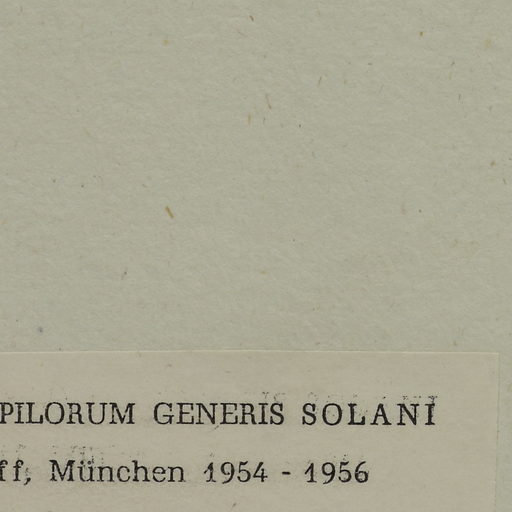 PILORUM GENERIS SOLANI
ff, München 1954 - 1956